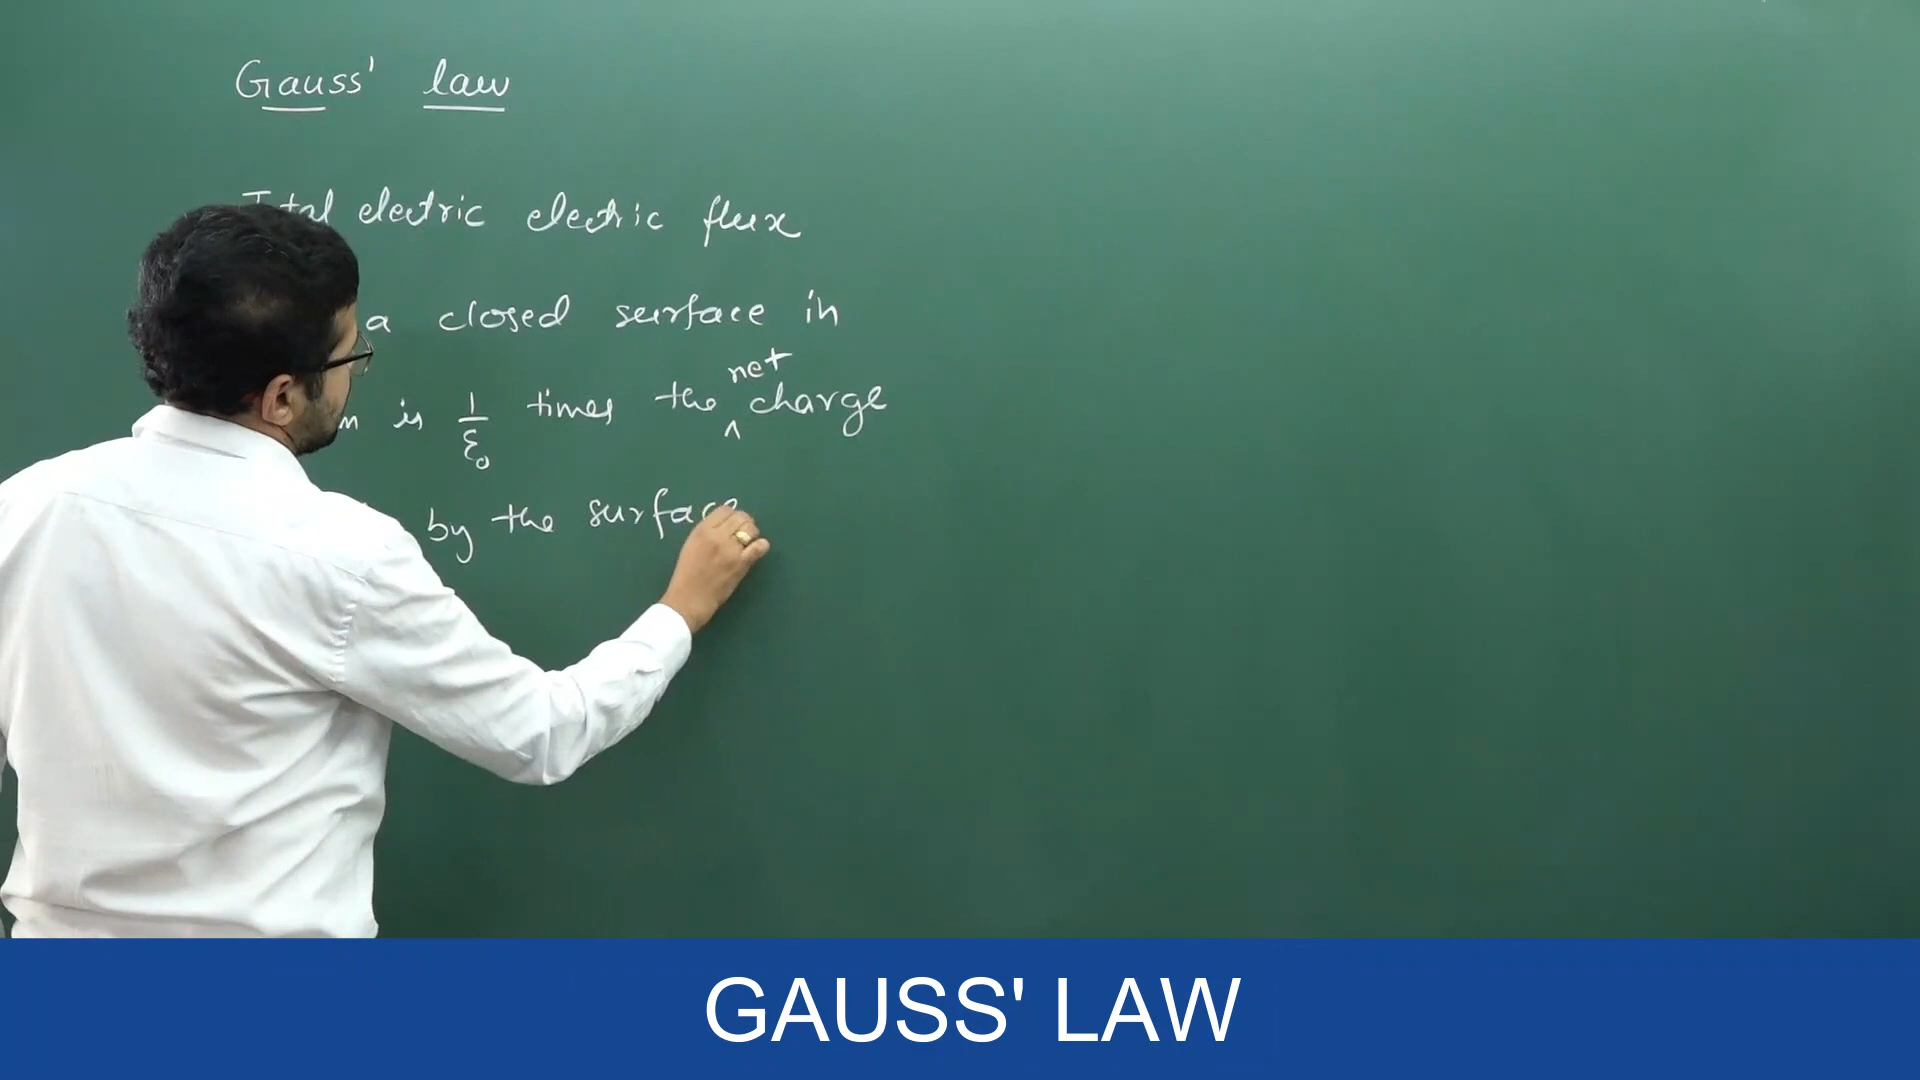 Gauss' law
Total electric electric flux
a closed surface in
net
is 1/ε₀ times the ^ charge
by the surface
GAUSS' LAW